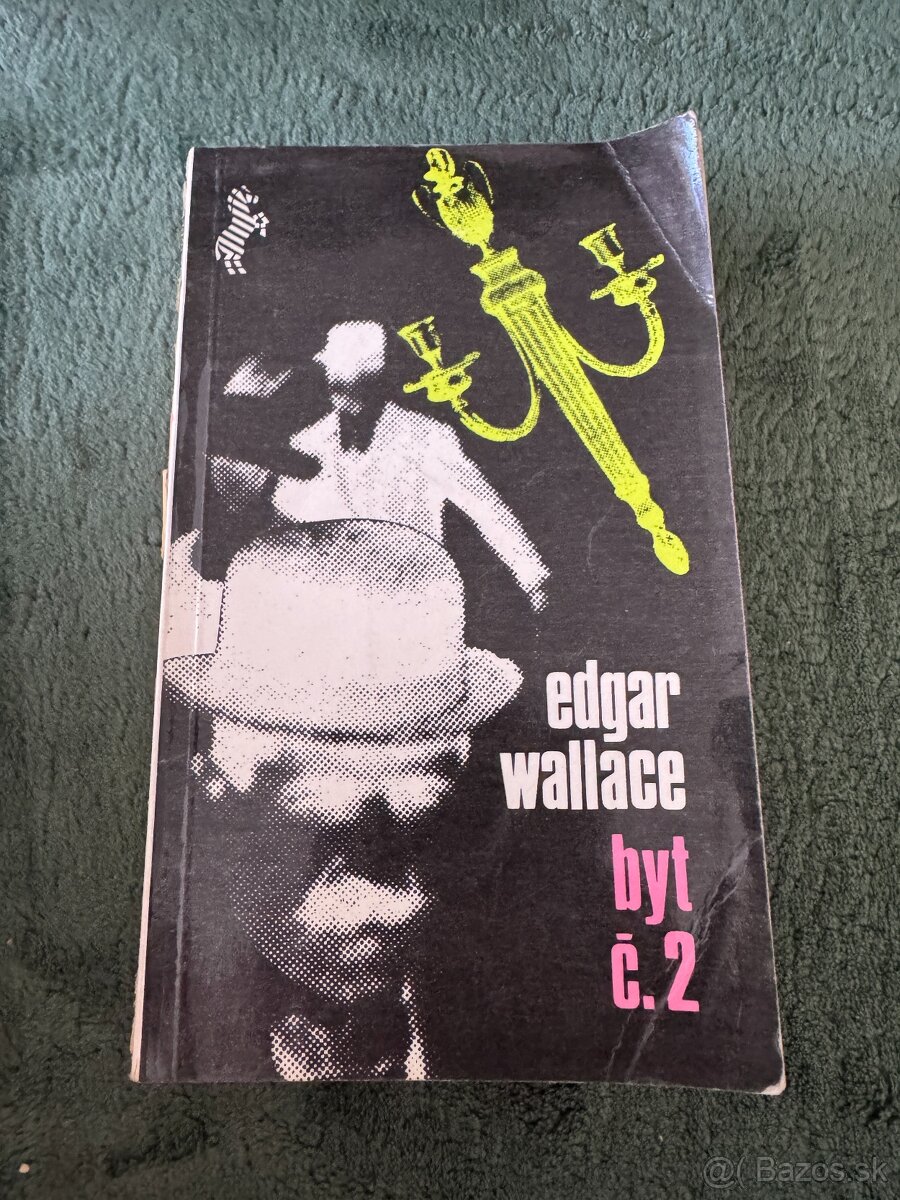 edgar
wallace
byt
č.2
@( Bazos.sk